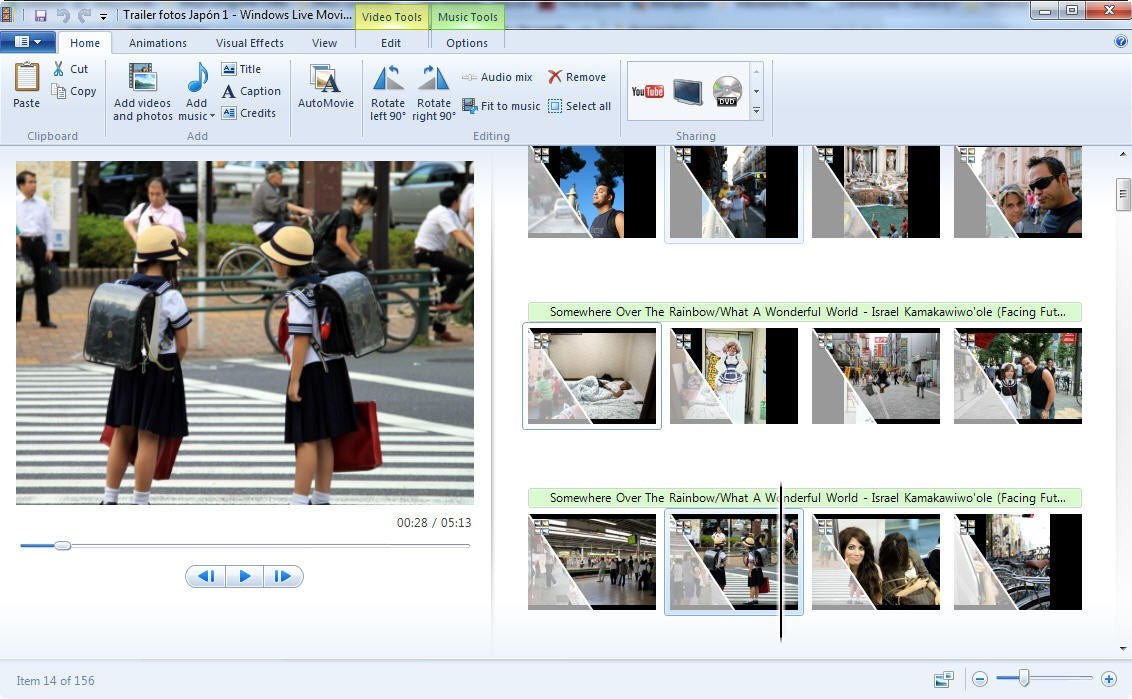 Trailer fotos Japón 1 - Windows Live Movi...
Video Tools
Music Tools
Home
Animations
Visual Effects
View
Edit
Options
Paste
Cut
Copy
Clipboard
Add videos
and photos
Add
music
Title
Caption
Credits
Add
AutoMovie
Rotate
left 90°
Rotate
right 90°
Audio mix
Fit to music
Remove
Select all
Editing
YouTube
DVD
Sharing
Somewhere Over The Rainbow/What A Wonderful World - Israel Kamakawiwo'ole (Facing Fut...
Somewhere Over The Rainbow/What A Wonderful World - Israel Kamakawiwo'ole (Facing Fut...
00:28 / 05:13
Item 14 of 156